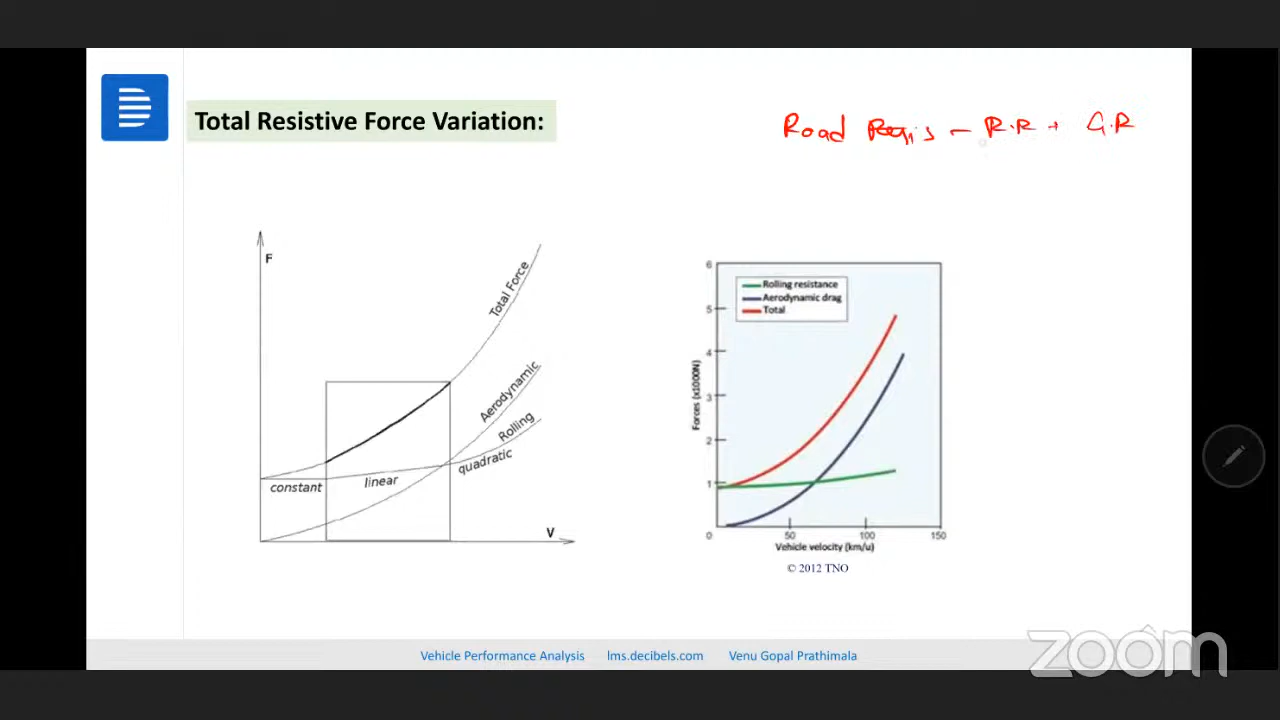 Total Resistive Force Variation:
Road Regis - R.R + G.R
F
Total Force
Aerodynamic
Rolling
quadratic
linear
constant
V
6
5
4
3
2
1
0
50
100
150
Rolling resistance
Aerodynamic drag
Total
Forces (x1000N)
Vehicle velocity (km/u)
© 2012 TNO
Vehicle Performance Analysis lms.decibels.com Venu Gopal Prathimala
zoom